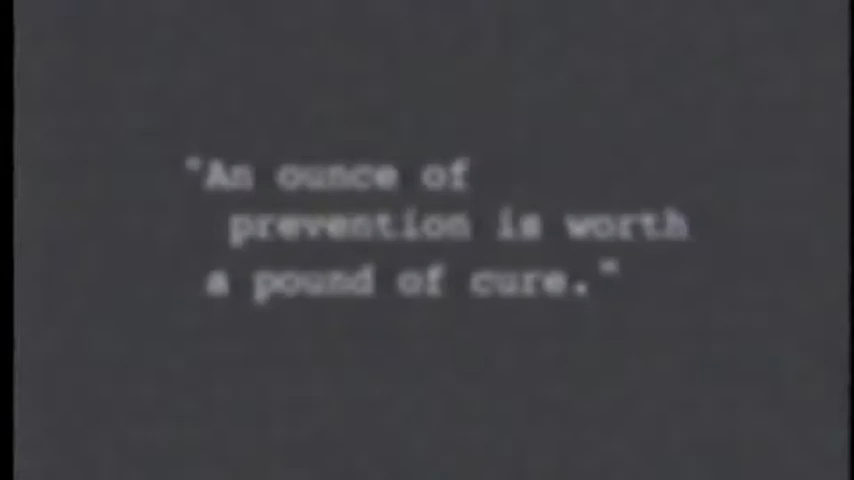 "An ounce of
prevention is worth
a pound of cure."